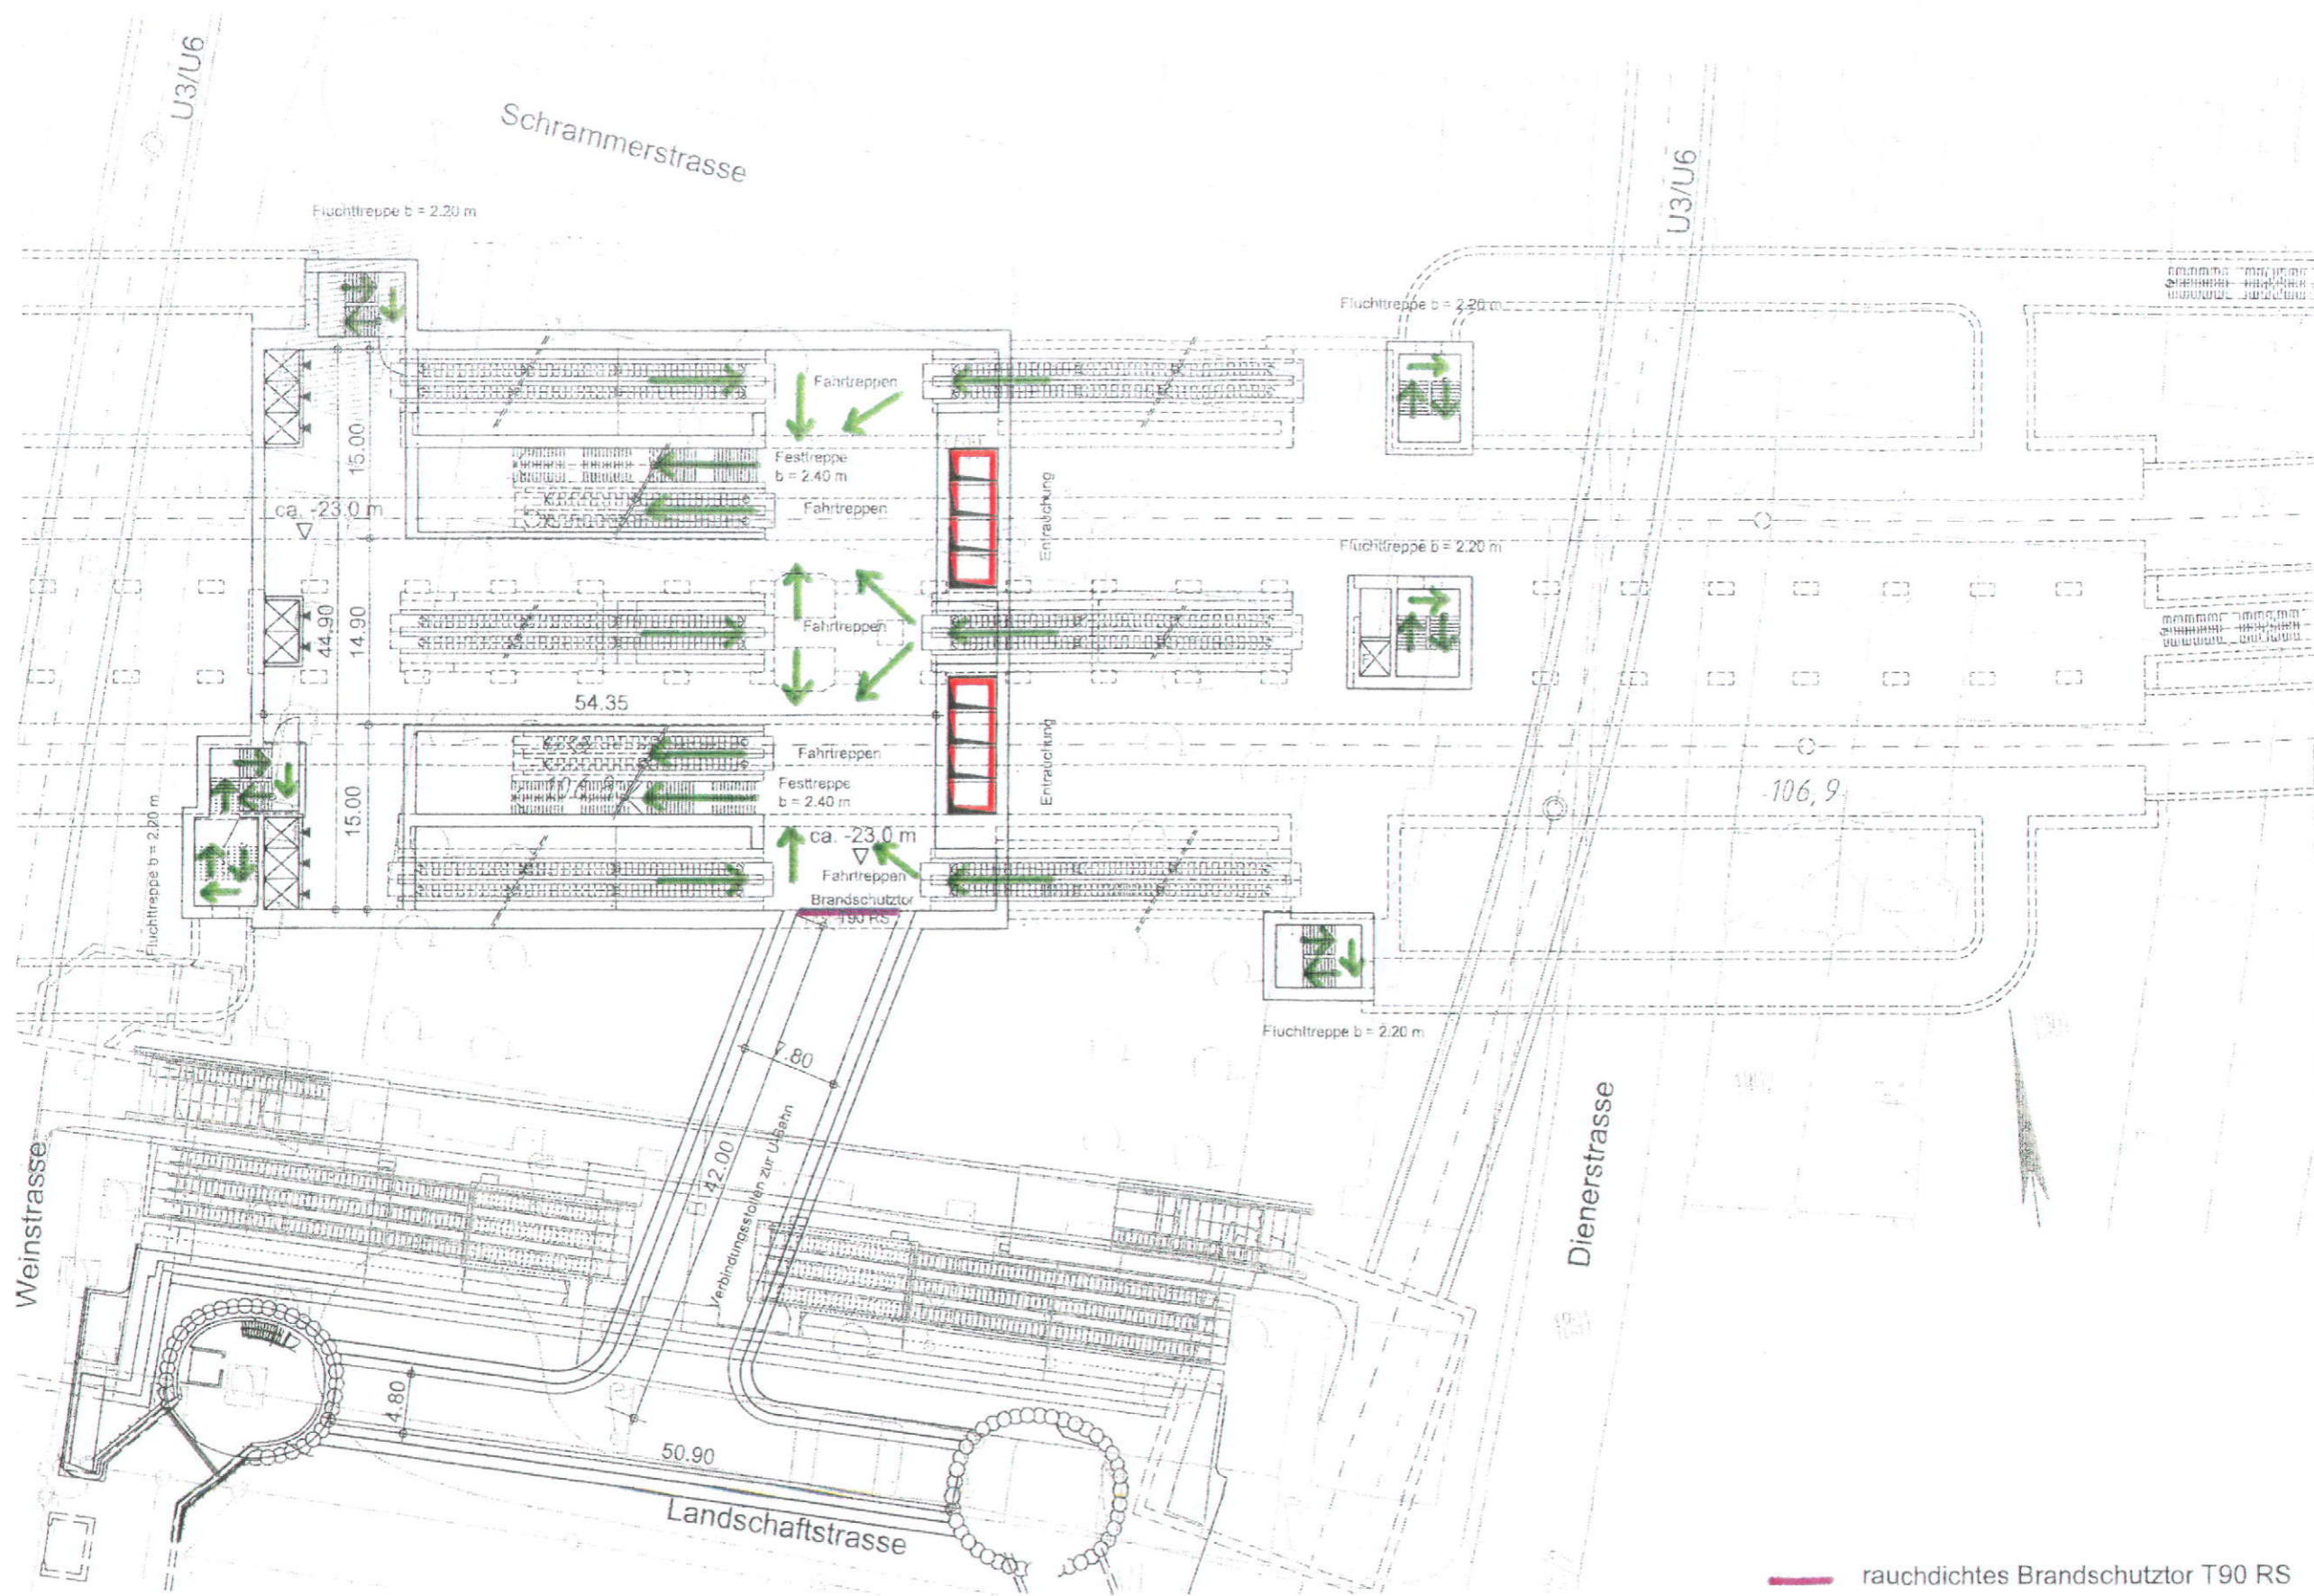 U3/U6
Schrammerstrasse
U3/U6
Fluchttreppe b = 2.20 m
Fluchttreppe b = 2.20 m
Fahrtreppen
15.00
Festtreppe
b = 2.40 m
Fahrtreppen
ca. -23.0 m
Entrauchung
Fluchttreppe b = 2.20 m
44.90
14.90
Fahrtreppen
54.35
Fahrtreppen
Festtreppe
b = 2.40 m
Entrauchung
106,9
15.00
Fluchttreppe b = 2.20 m
ca. -23.0 m
Fahrtreppen
Brandschutztor
T90 RS
Fluchttreppe b = 2.20 m
7.80
42.00
Verbindungsstollen zur U-Bahn
Weinstrasse
Dienerstrasse
4.80
50.90
Landschaftstrasse
rauchdichtes Brandschutztor T90 RS